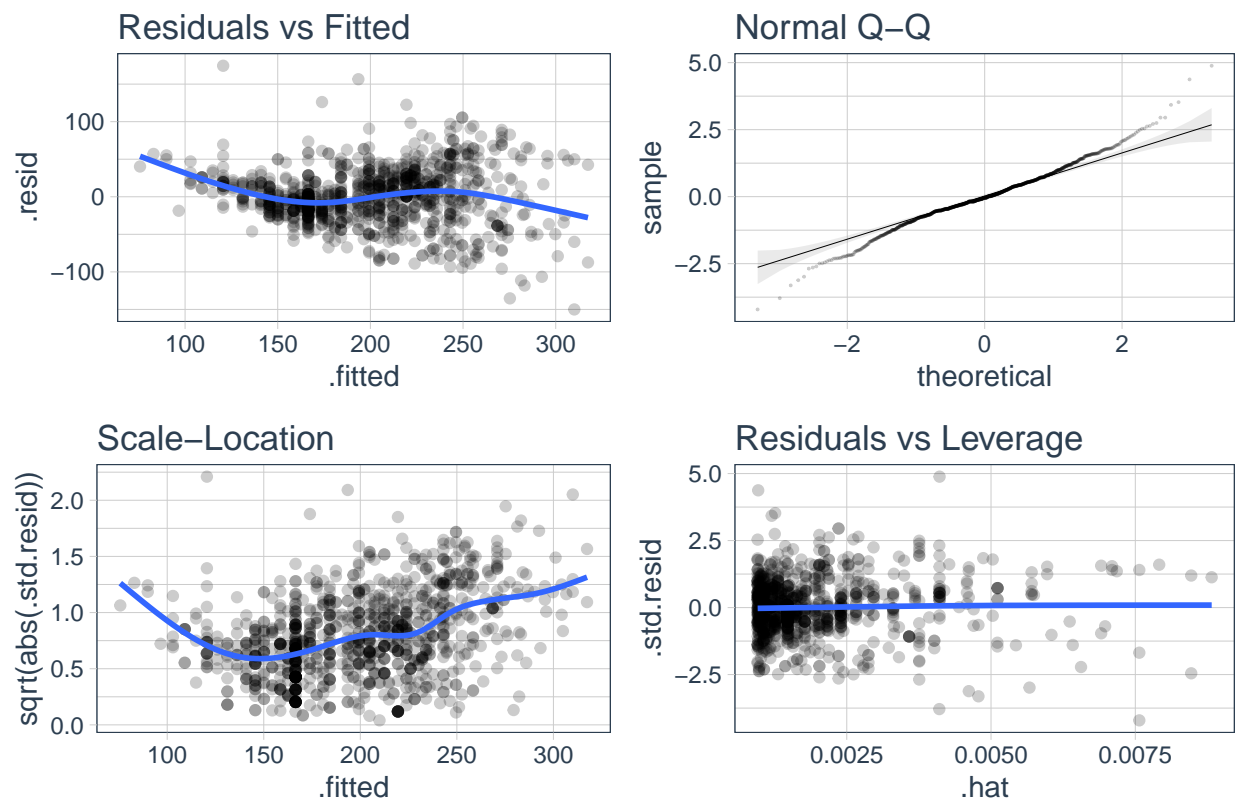 Residuals vs Fitted
.resid
100
0
−100
100 150 200 250 300
.fitted
Normal Q−Q
sample
5.0
2.5
0.0
−2.5
−2 0 2
theoretical
Scale−Location
sqrt(abs(.std.resid))
2.0
1.5
1.0
0.5
0.0
100 150 200 250 300
.fitted
Residuals vs Leverage
.std.resid
5.0
2.5
0.0
−2.5
0.0025 0.0050 0.0075
.hat